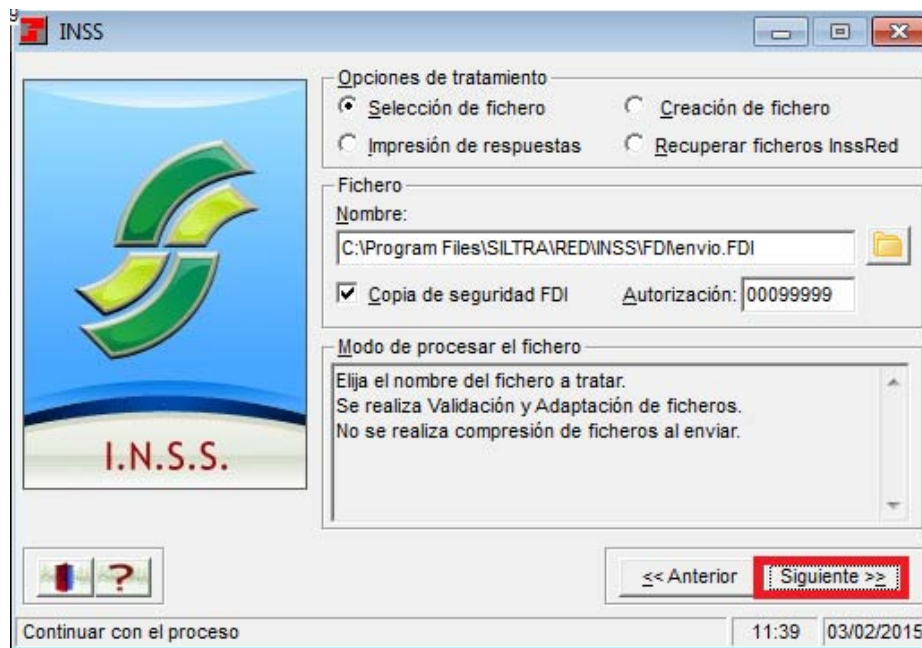 INSS
Opciones de tratamiento
Selección de fichero
Creación de fichero
Impresión de respuestas
Recuperar ficheros InssRed
Fichero
Nombre:
C:\Program Files\SILTRA\RED\INSS\FDI\envio.FDI
Copia de seguridad FDI
Autorización: 00099999
Modo de procesar el fichero
Elija el nombre del fichero a tratar.
Se realiza Validación y Adaptación de ficheros.
No se realiza compresión de ficheros al enviar.
I.N.S.S.
?
<< Anterior
Siguiente >>
Continuar con el proceso
11:39
03/02/2015